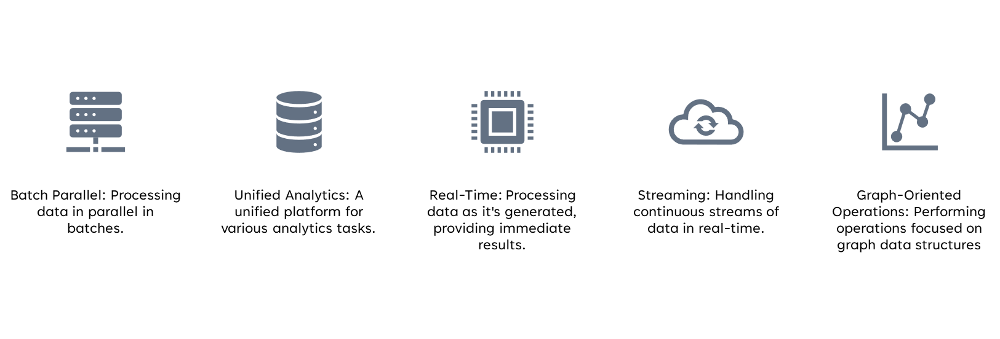 Batch Parallel: Processing
data in parallel in
batches.
Unified Analytics: A
unified platform for
various analytics tasks.
Real-Time: Processing
data as it's generated,
providing immediate
results.
Streaming: Handling
continuous streams of
data in real-time.
Graph-Oriented
Operations: Performing
operations focused on
graph data structures